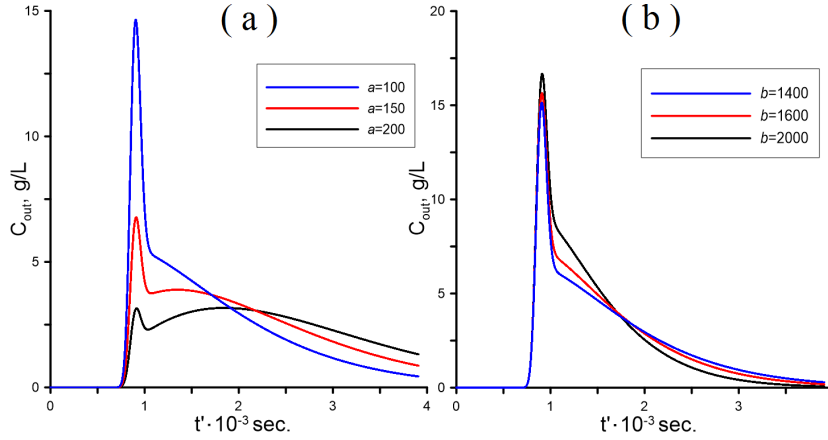 ( a )
15
10
5
0
C_out, g/L
a=100
a=150
a=200
0 1 2 3 4
t'·10⁻³ sec.
( b )
20
15
10
5
0
C_out, g/L
b=1400
b=1600
b=2000
0 1 2 3
t'·10⁻³ sec.